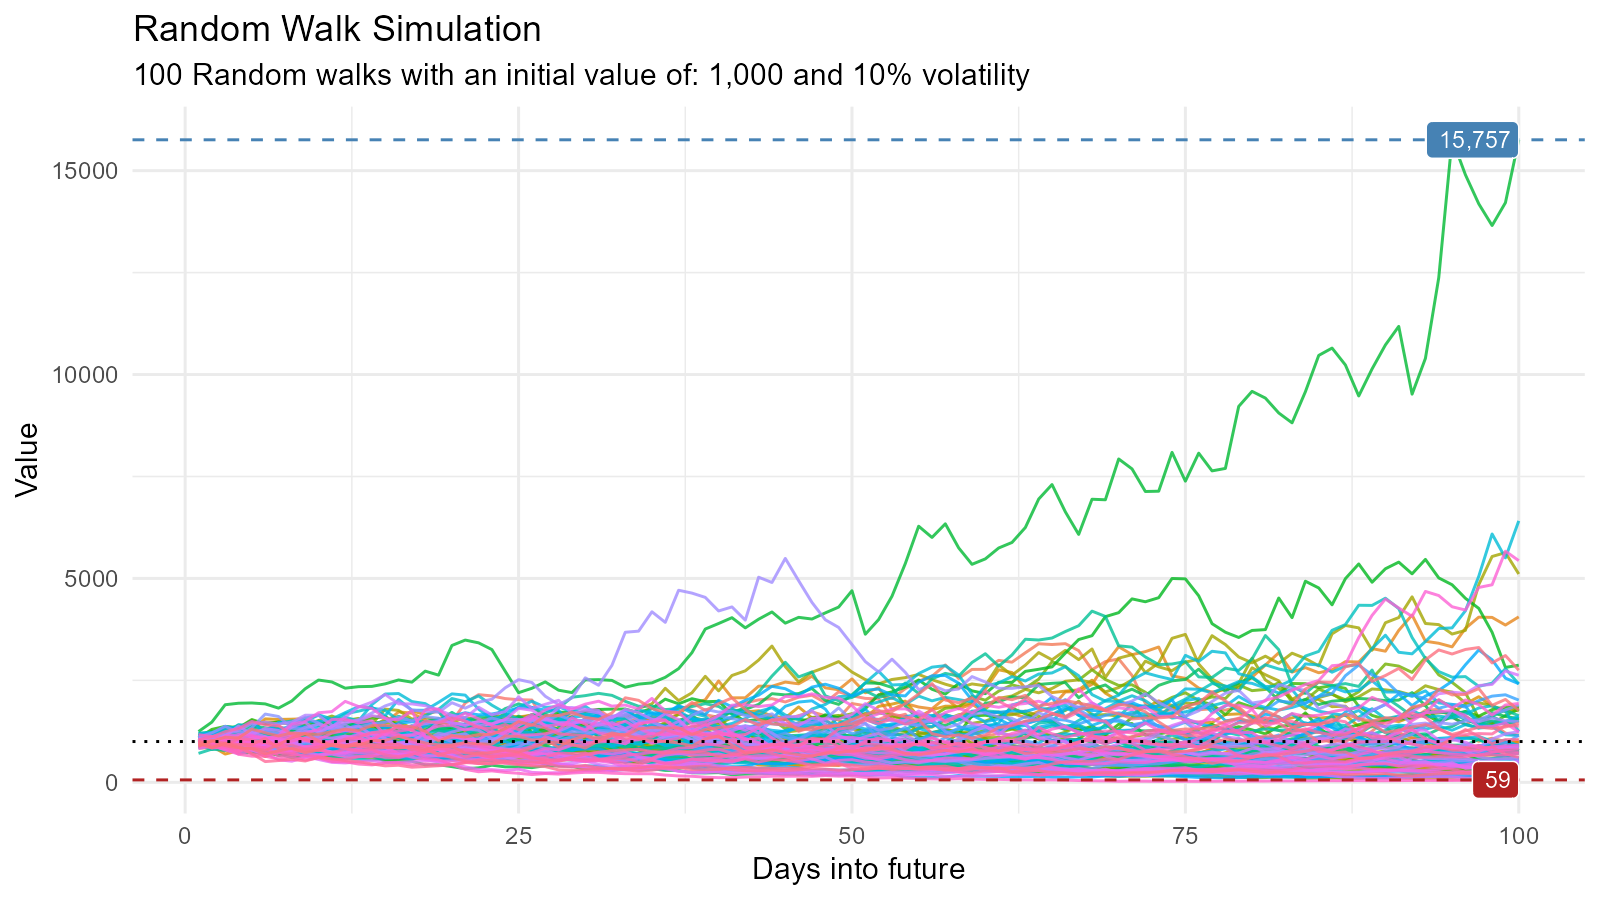 Random Walk Simulation
100 Random walks with an initial value of: 1,000 and 10% volatility
15,757
15000
10000
5000
0
59
Value
0 25 50 75 100
Days into future